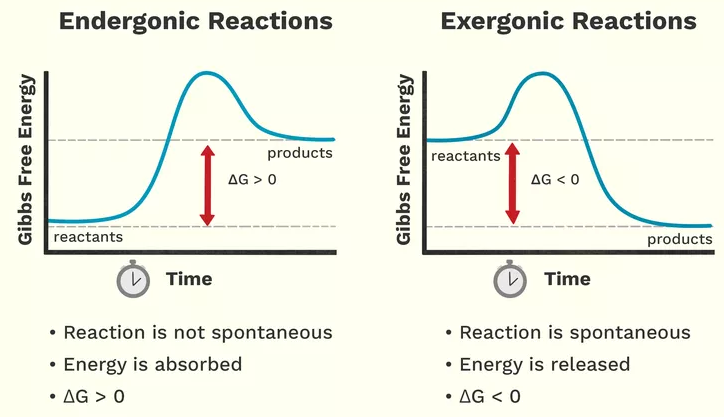 Endergonic Reactions
Gibbs Free Energy
products
ΔG > 0
reactants
Time
• Reaction is not spontaneous
• Energy is absorbed
• ΔG > 0
Exergonic Reactions
Gibbs Free Energy
reactants
ΔG < 0
products
Time
• Reaction is spontaneous
• Energy is released
• ΔG < 0